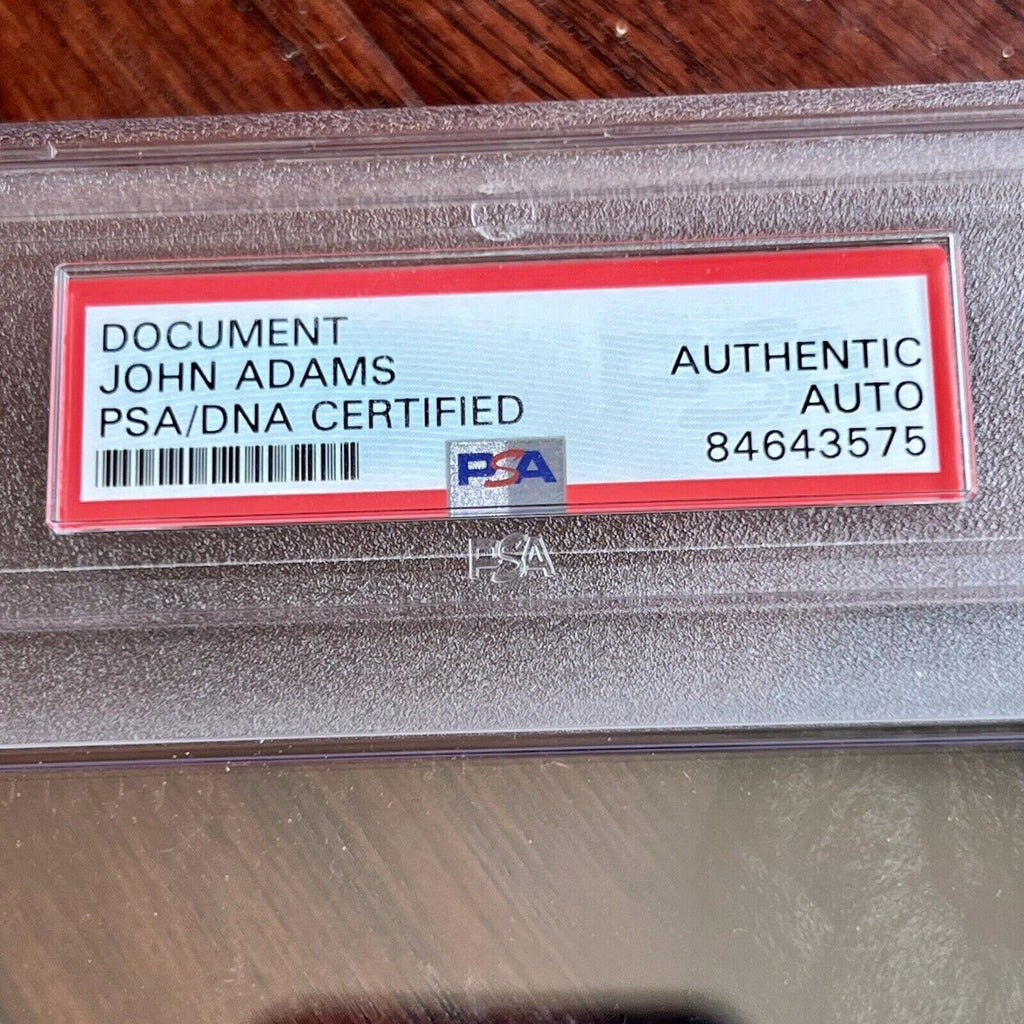 DOCUMENT
JOHN ADAMS
PSA/DNA CERTIFIED
AUTHENTIC
AUTO
84643575
PSA
PSA